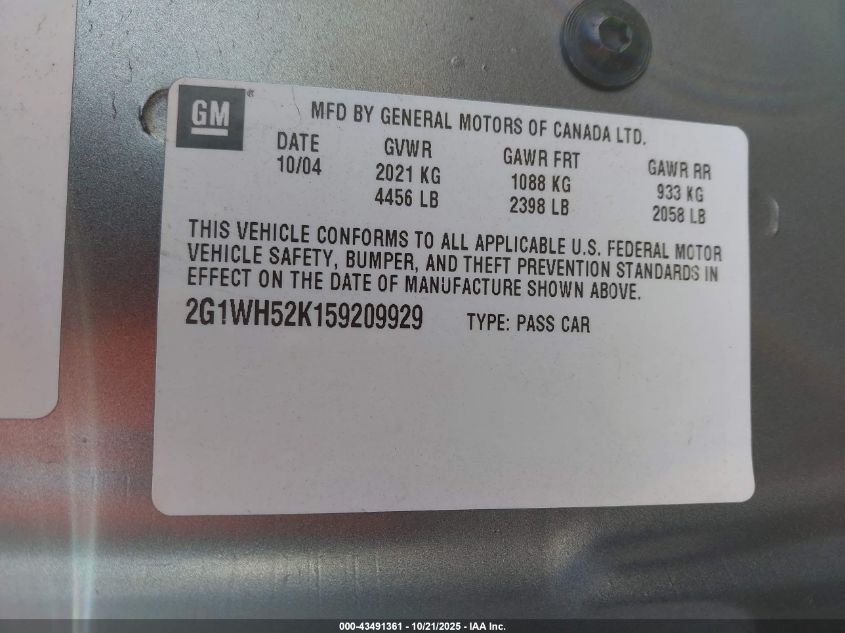 GM®
MFD BY GENERAL MOTORS OF CANADA LTD.
DATE GVWR GAWR FRT GAWR RR
10/04 2021 KG 1088 KG 933 KG
4456 LB 2398 LB 2058 LB
THIS VEHICLE CONFORMS TO ALL APPLICABLE U.S. FEDERAL MOTOR
VEHICLE SAFETY, BUMPER, AND THEFT PREVENTION STANDARDS IN
EFFECT ON THE DATE OF MANUFACTURE SHOWN ABOVE.
2G1WH52K159209929 TYPE: PASS CAR
000-43491361 - 10/21/2025 - IAA Inc.